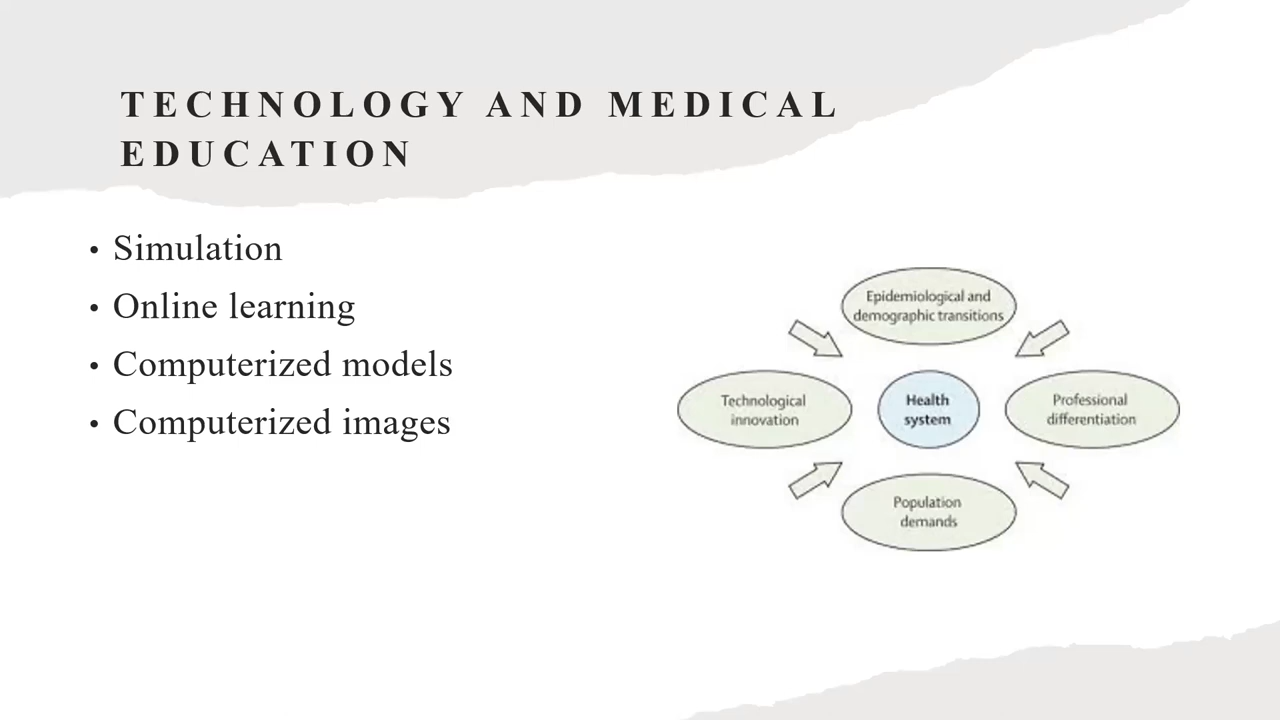 TECHNOLOGY AND MEDICAL
EDUCATION
• Simulation
• Online learning
• Computerized models
• Computerized images
Epidemiological and
demographic transitions
Technological
innovation
Health
system
Professional
differentiation
Population
demands